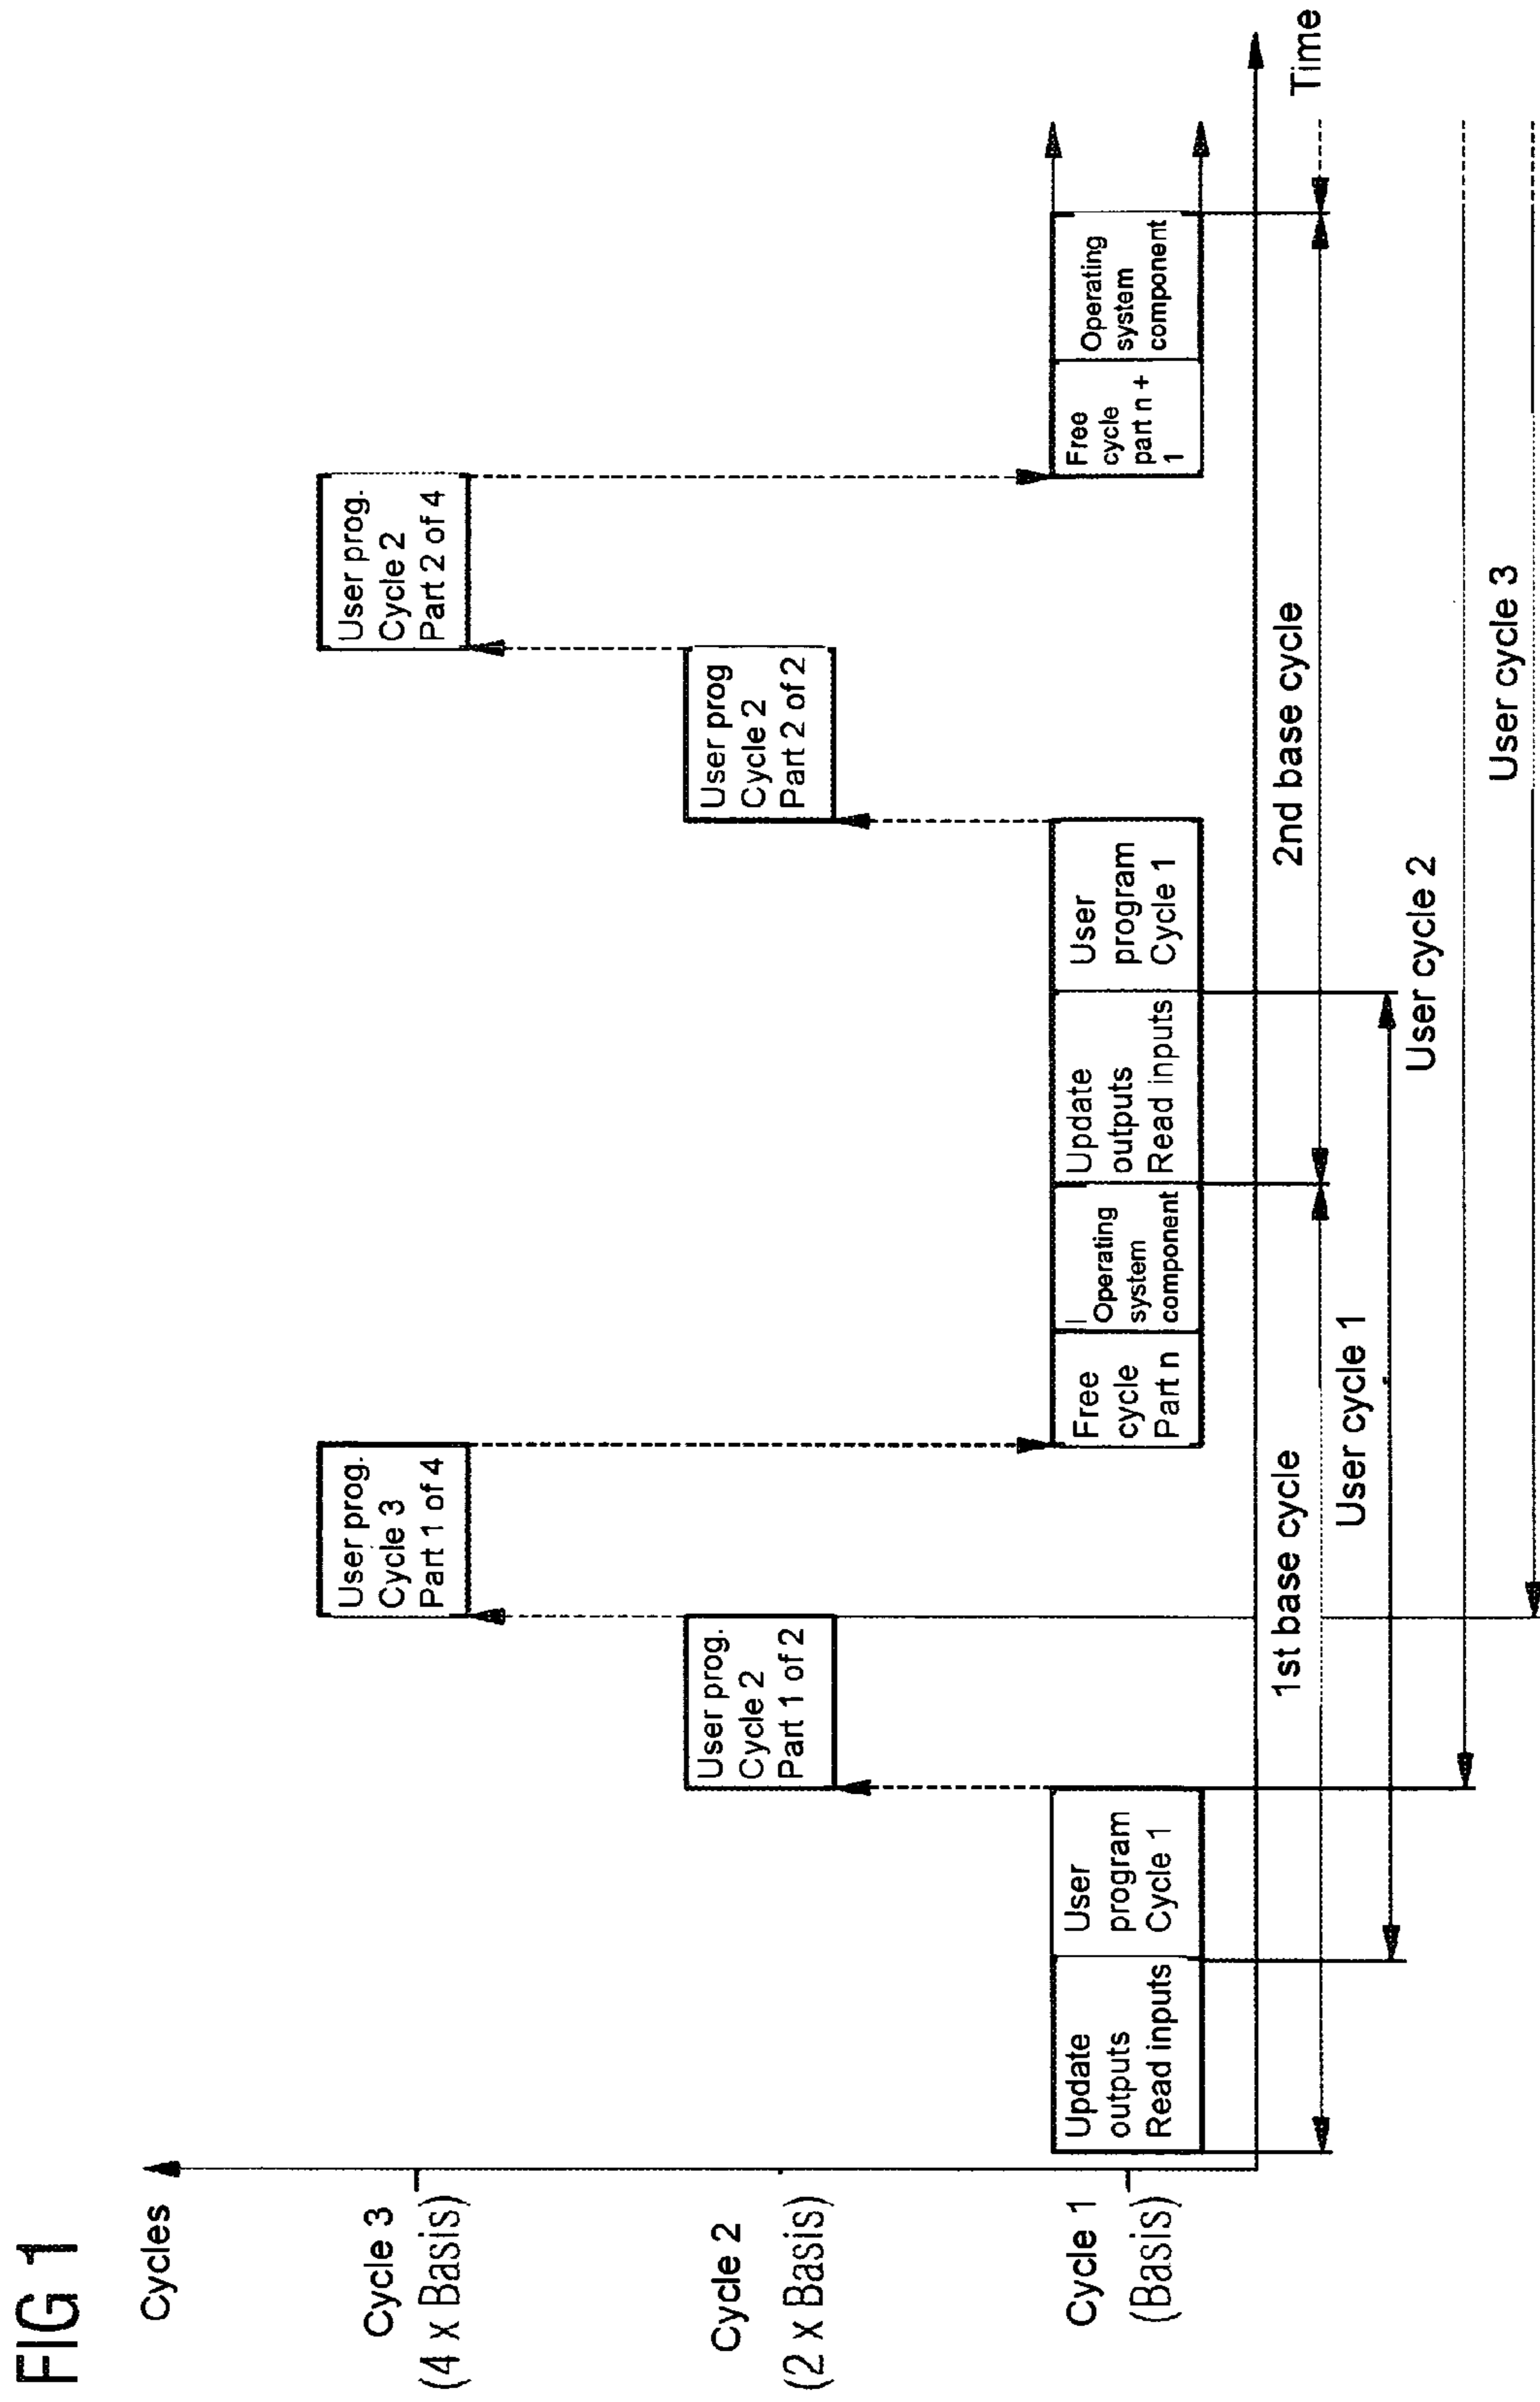 FIG 1
Cycles
Cycle 3
(4 x Basis)
Cycle 2
(2 x Basis)
Cycle 1
(Basis)
User prog.
Cycle 3
Part 1 of 4
User prog.
Cycle 2
Part 2 of 4
User prog.
Cycle 2
Part 1 of 2
User prog
Cycle 2
Part 2 of 2
Update
outputs
Read inputs
User
program
Cycle 1
Free
cycle
Part n
Operating
system
component
Update
outputs
Read inputs
User
program
Cycle 1
Free
cycle
part n +
1
Operating
system
component
Time
1st base cycle
2nd base cycle
User cycle 1
User cycle 2
User cycle 3